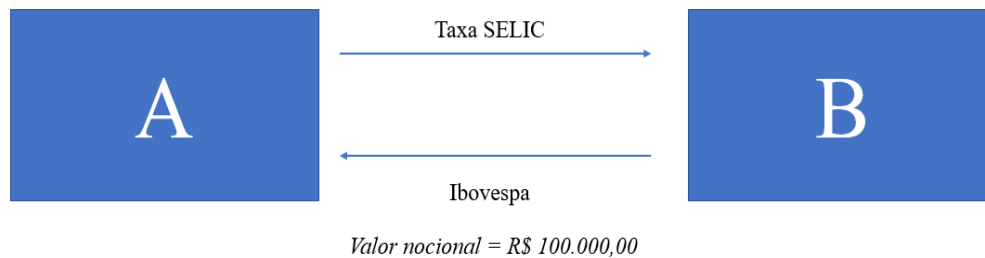 Taxa SELIC
A
B
Ibovespa
Valor nocional = R$ 100.000,00